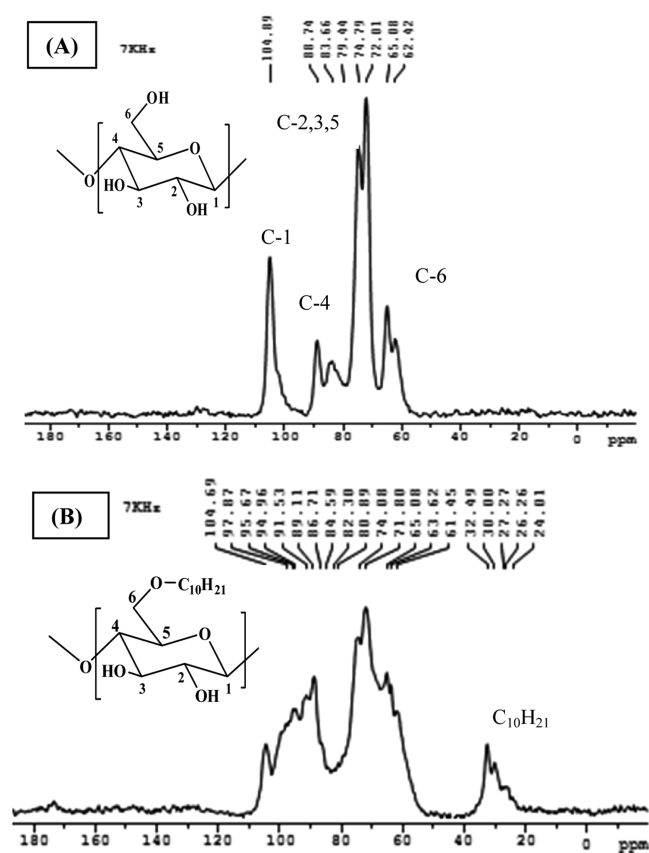 (A)
7KHz
104.89
88.74
83.66
79.44
74.79
72.01
65.08
62.42
OH
6
4
5
O
O
HO
3
2
1
OH
C-2,3,5
C-1
C-4
C-6
180 160 140 120 100 80 60 40 20 0 ppm
(B)
7KHz
104.69
97.87
95.67
94.96
91.53
89.11
86.71
84.59
82.30
80.89
74.08
71.80
65.08
63.62
61.45
32.49
30.00
27.27
26.26
24.01
O-C10H21
6
4
5
O
O
HO
3
2
1
OH
C10H21
180 160 140 120 100 80 60 40 20 0 ppm